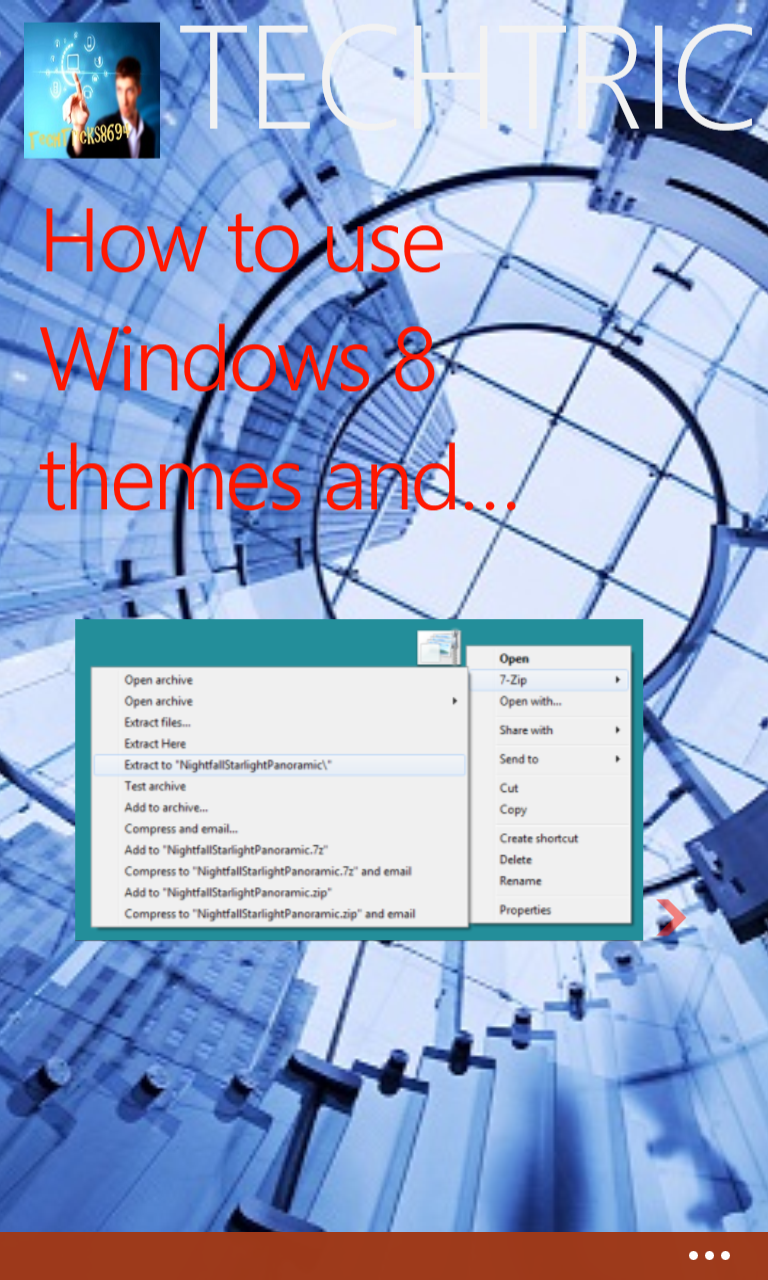 TECHTRIC
TechTricks8694
How to use
Windows 8
themes and...
Open
7-Zip
Open with...
Share with
Send to
Cut
Copy
Create shortcut
Delete
Rename
Properties
Open archive
Open archive
Extract files...
Extract Here
Extract to "NightfallStarlightPanoramic\"
Test archive
Add to archive...
Compress and email...
Add to "NightfallStarlightPanoramic.7z"
Compress to "NightfallStarlightPanoramic.7z" and email
Add to "NightfallStarlightPanoramic.zip"
Compress to "NightfallStarlightPanoramic.zip" and email